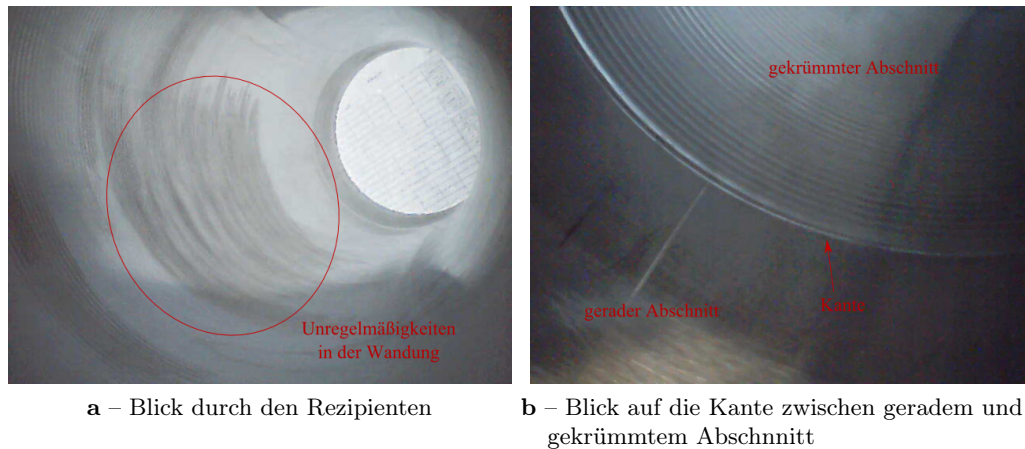 Unregelmäßigkeiten
in der Wandung
a – Blick durch den Rezipienten
gekrümmter Abschnitt
gerader Abschnitt
Kante
b – Blick auf die Kante zwischen geradem und
gekrümmtem Abschnnitt